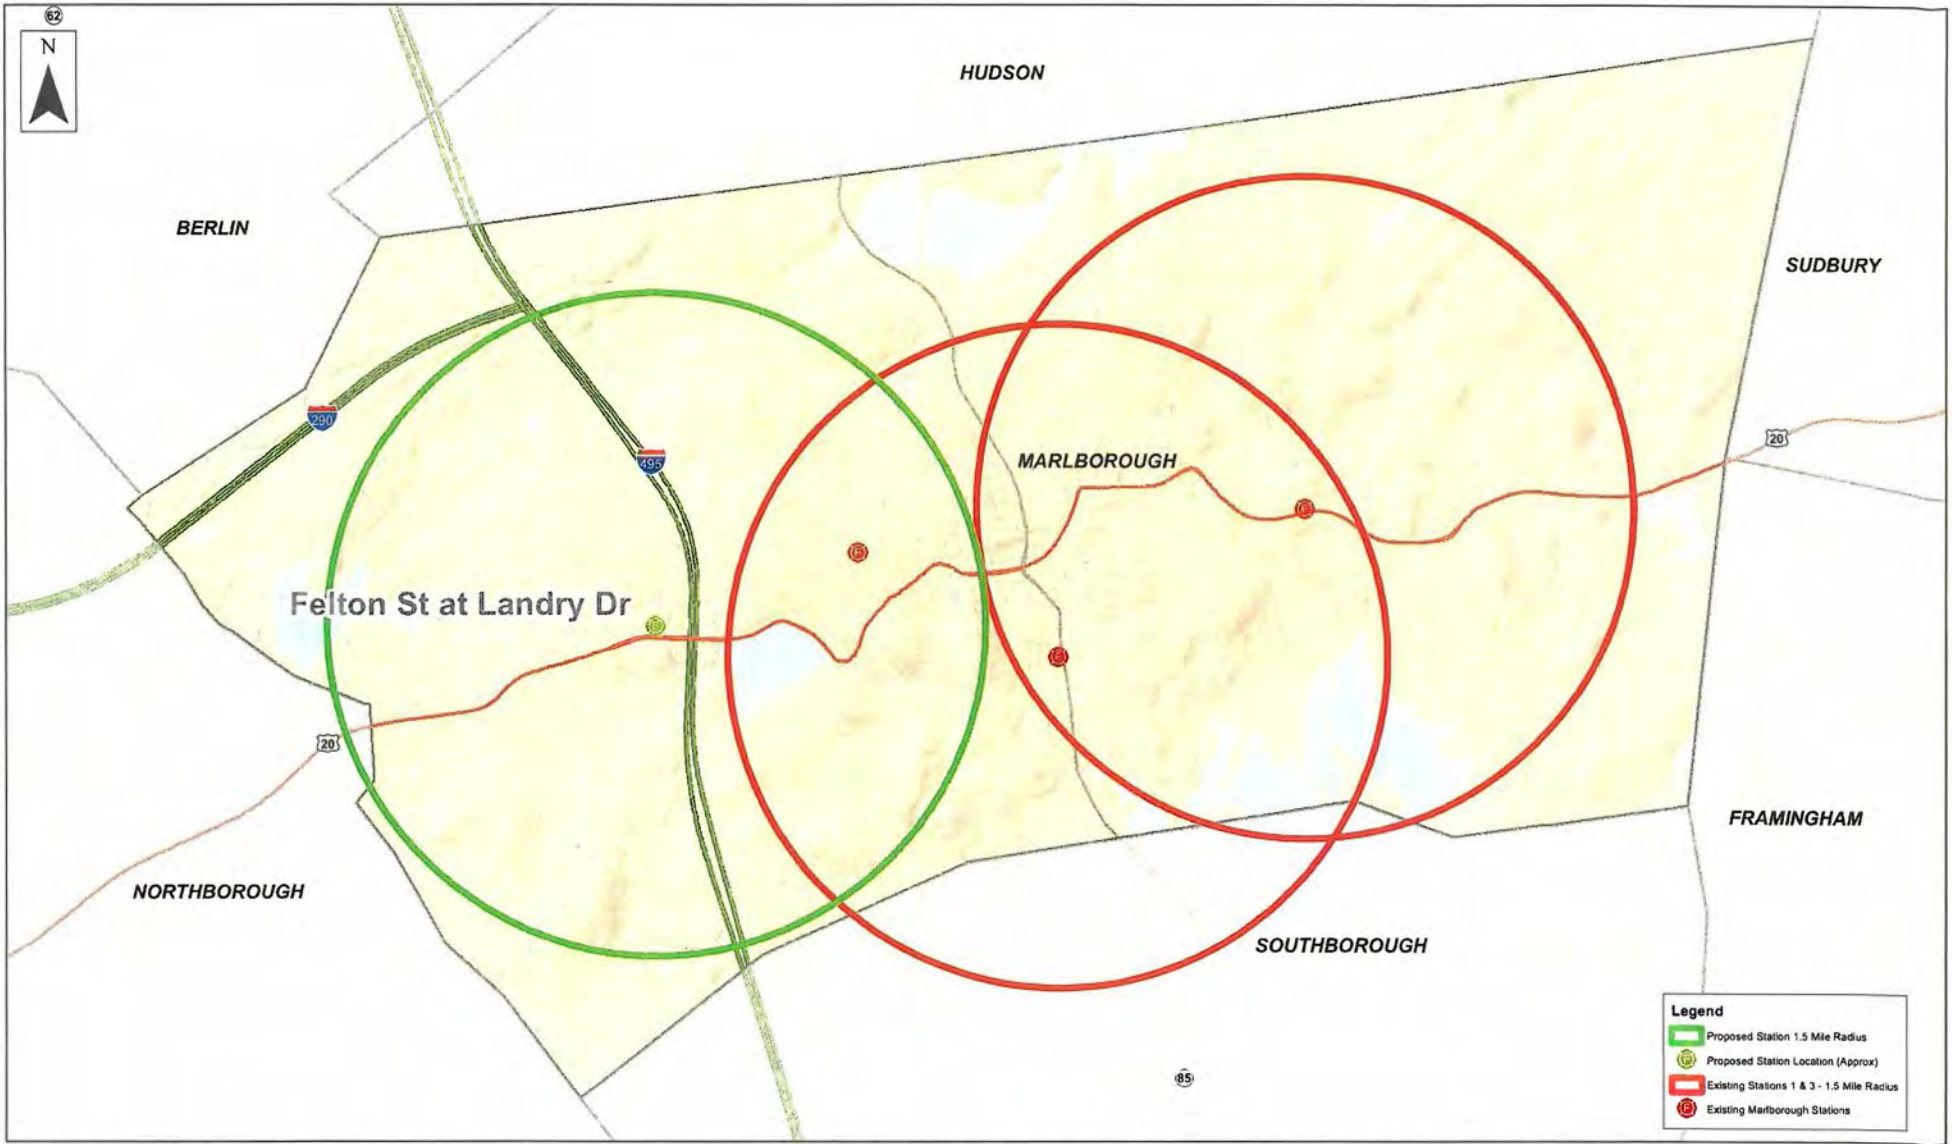 62
N
HUDSON
BERLIN
SUDBURY
290
20
495
MARLBOROUGH
F
F
Felton St at Landry Dr
F
F
20
FRAMINGHAM
NORTHBOROUGH
SOUTHBOROUGH
85
Legend
Proposed Station 1.5 Mile Radius
F Proposed Station Location (Approx)
Existing Stations 1 & 3 - 1.5 Mile Radius
F Existing Marlborough Stations